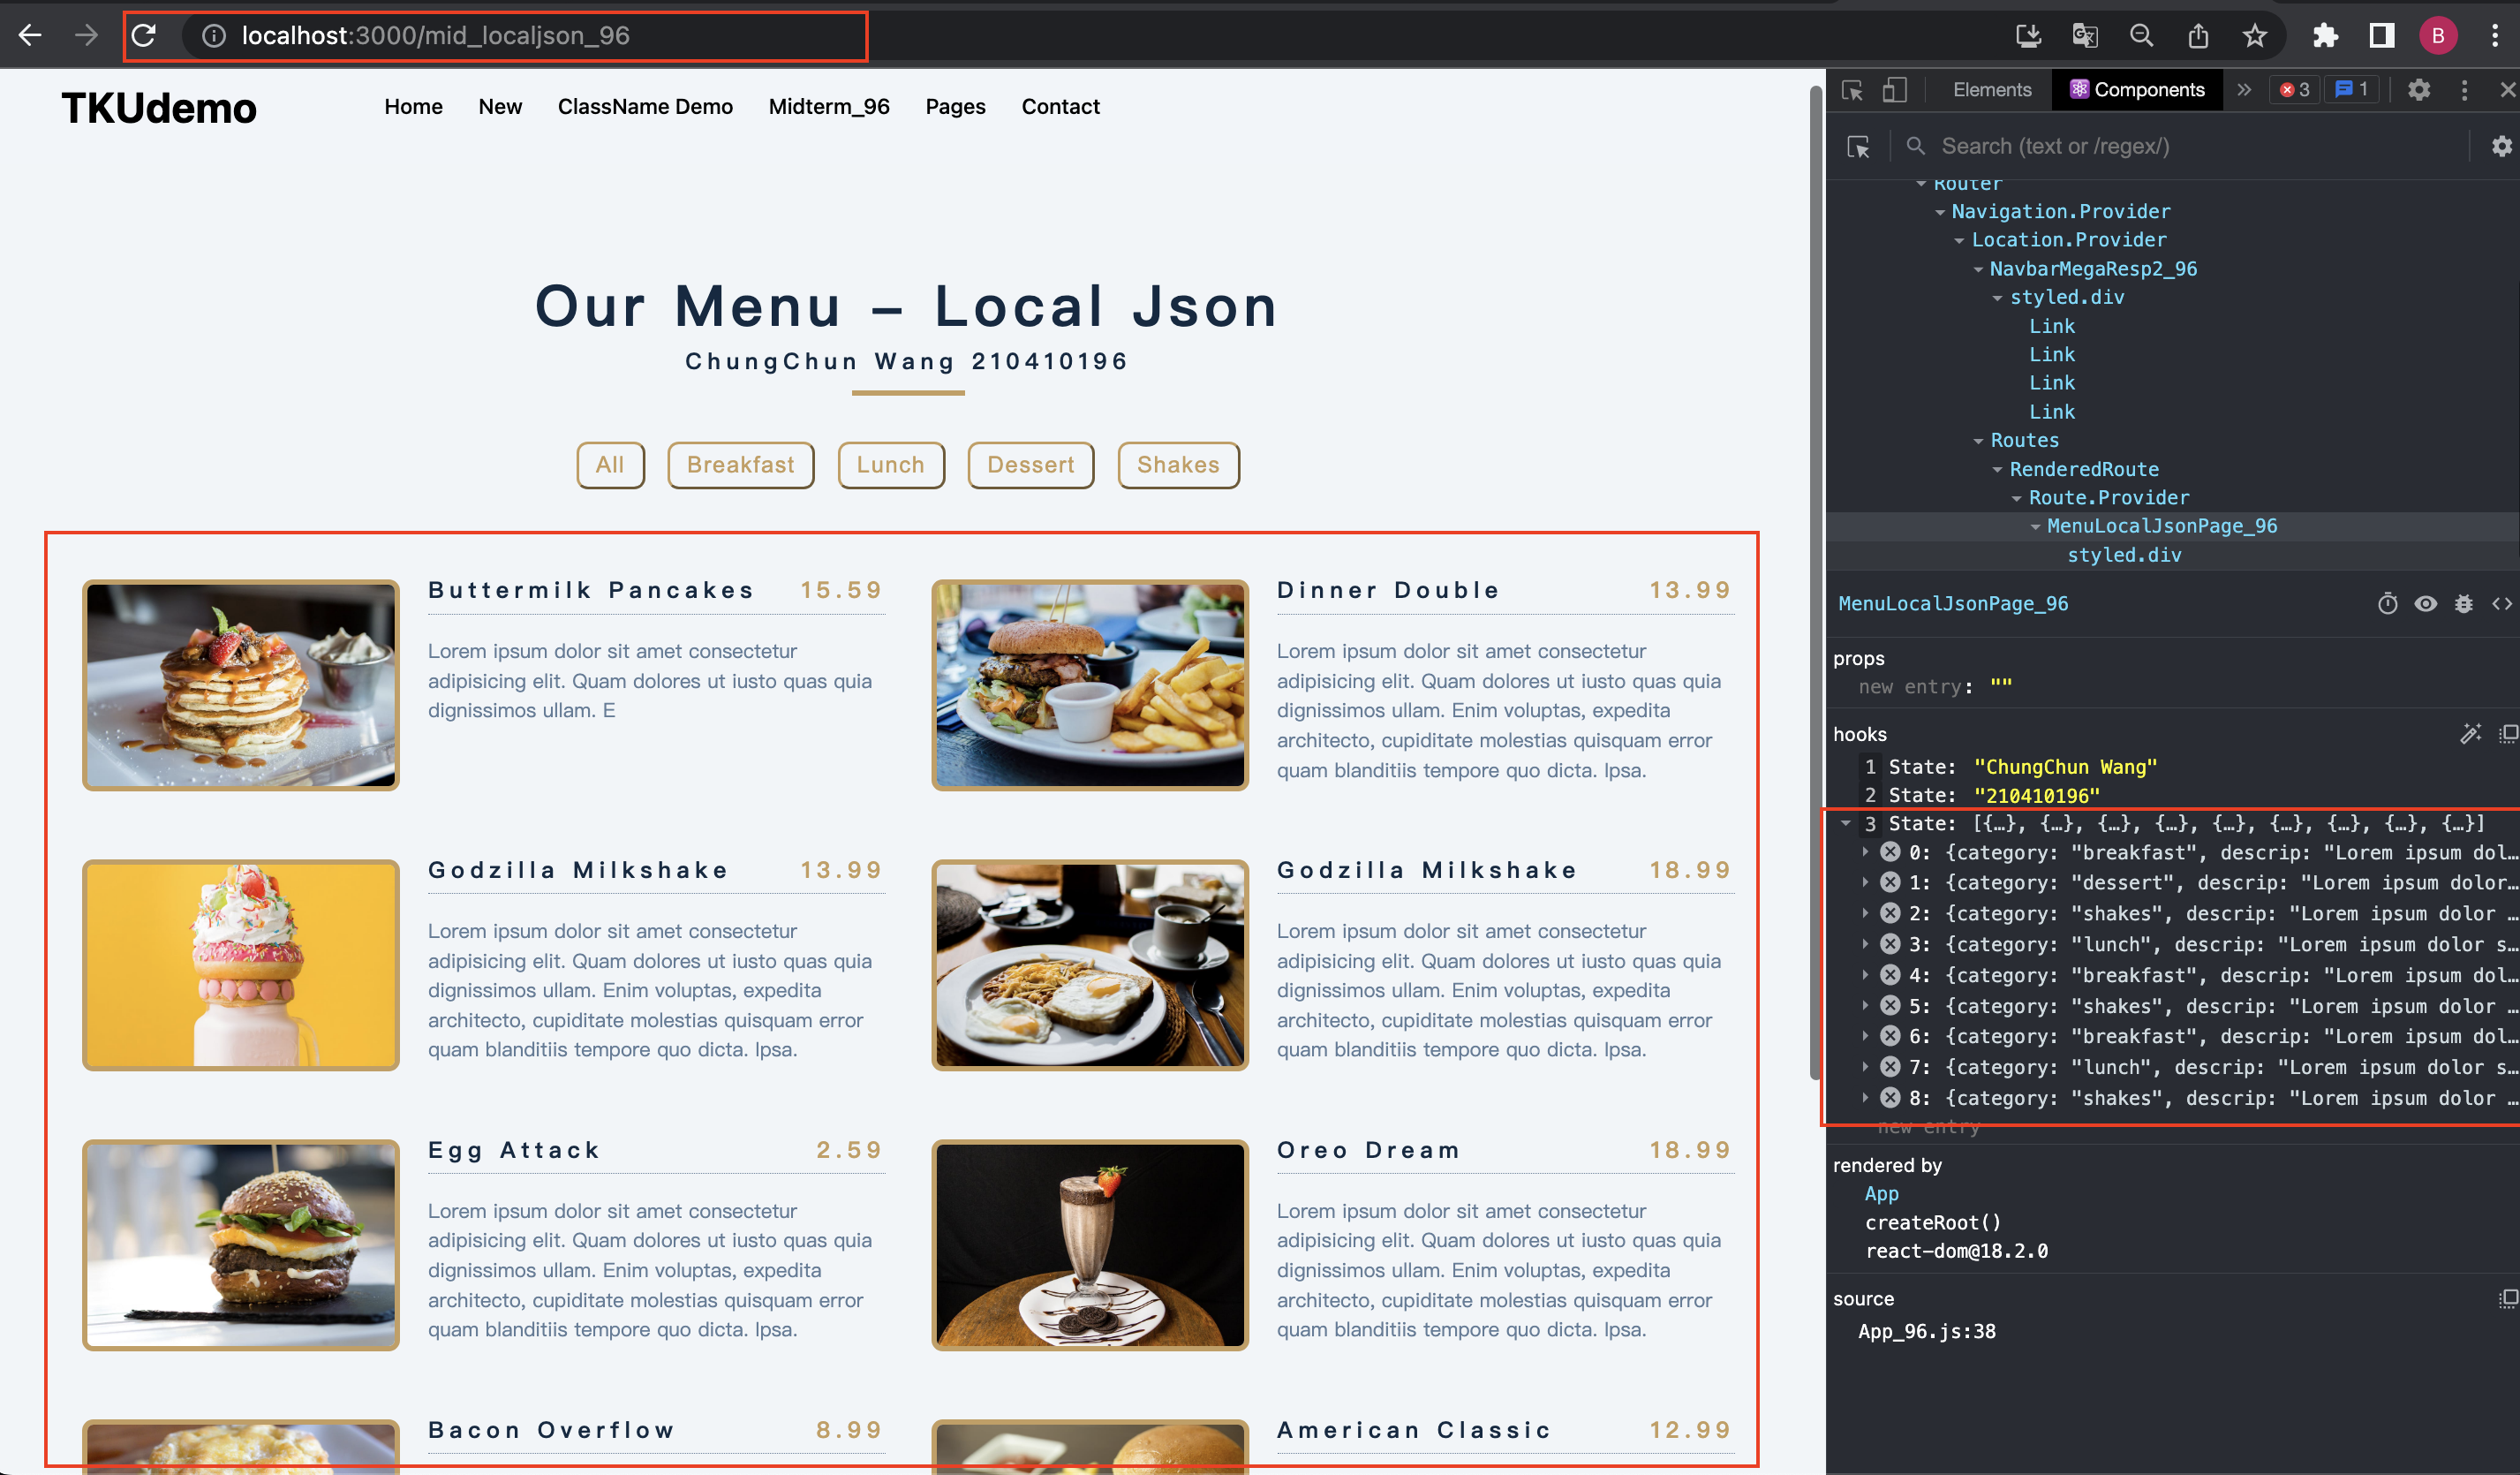 localhost:3000/mid_localjson_96
B
TKUdemo
Home New ClassName Demo Midterm_96 Pages Contact
Our Menu – Local Json
ChungChun Wang 210410196
All Breakfast Lunch Dessert Shakes
Buttermilk Pancakes 15.59
Lorem ipsum dolor sit amet consectetur
adipisicing elit. Quam dolores ut iusto quas quia
dignissimos ullam. E
Dinner Double 13.99
Lorem ipsum dolor sit amet consectetur
adipisicing elit. Quam dolores ut iusto quas quia
dignissimos ullam. Enim voluptas, expedita
architecto, cupiditate molestias quisquam error
quam blanditiis tempore quo dicta. Ipsa.
Godzilla Milkshake 13.99
Lorem ipsum dolor sit amet consectetur
adipisicing elit. Quam dolores ut iusto quas quia
dignissimos ullam. Enim voluptas, expedita
architecto, cupiditate molestias quisquam error
quam blanditiis tempore quo dicta. Ipsa.
Godzilla Milkshake 18.99
Lorem ipsum dolor sit amet consectetur
adipisicing elit. Quam dolores ut iusto quas quia
dignissimos ullam. Enim voluptas, expedita
architecto, cupiditate molestias quisquam error
quam blanditiis tempore quo dicta. Ipsa.
Egg Attack 2.59
Lorem ipsum dolor sit amet consectetur
adipisicing elit. Quam dolores ut iusto quas quia
dignissimos ullam. Enim voluptas, expedita
architecto, cupiditate molestias quisquam error
quam blanditiis tempore quo dicta. Ipsa.
Oreo Dream 18.99
Lorem ipsum dolor sit amet consectetur
adipisicing elit. Quam dolores ut iusto quas quia
dignissimos ullam. Enim voluptas, expedita
architecto, cupiditate molestias quisquam error
quam blanditiis tempore quo dicta. Ipsa.
Bacon Overflow 8.99
American Classic 12.99
Elements Components » 3 1
Search (text or /regex/)
Router
Navigation.Provider
Location.Provider
NavbarMegaResp2_96
styled.div
Link
Link
Link
Link
Routes
RenderedRoute
Route.Provider
MenuLocalJsonPage_96
styled.div
MenuLocalJsonPage_96
props
new entry: ""
hooks
1 State: "ChungChun Wang"
2 State: "210410196"
3 State: [{…}, {…}, {…}, {…}, {…}, {…}, {…}, {…}, {…}]
0: {category: "breakfast", descrip: "Lorem ipsum dol…
1: {category: "dessert", descrip: "Lorem ipsum dolor…
2: {category: "shakes", descrip: "Lorem ipsum dolor …
3: {category: "lunch", descrip: "Lorem ipsum dolor s…
4: {category: "breakfast", descrip: "Lorem ipsum dol…
5: {category: "shakes", descrip: "Lorem ipsum dolor …
6: {category: "breakfast", descrip: "Lorem ipsum dol…
7: {category: "lunch", descrip: "Lorem ipsum dolor s…
8: {category: "shakes", descrip: "Lorem ipsum dolor …
new entry
rendered by
App
createRoot()
react-dom@18.2.0
source
App_96.js:38